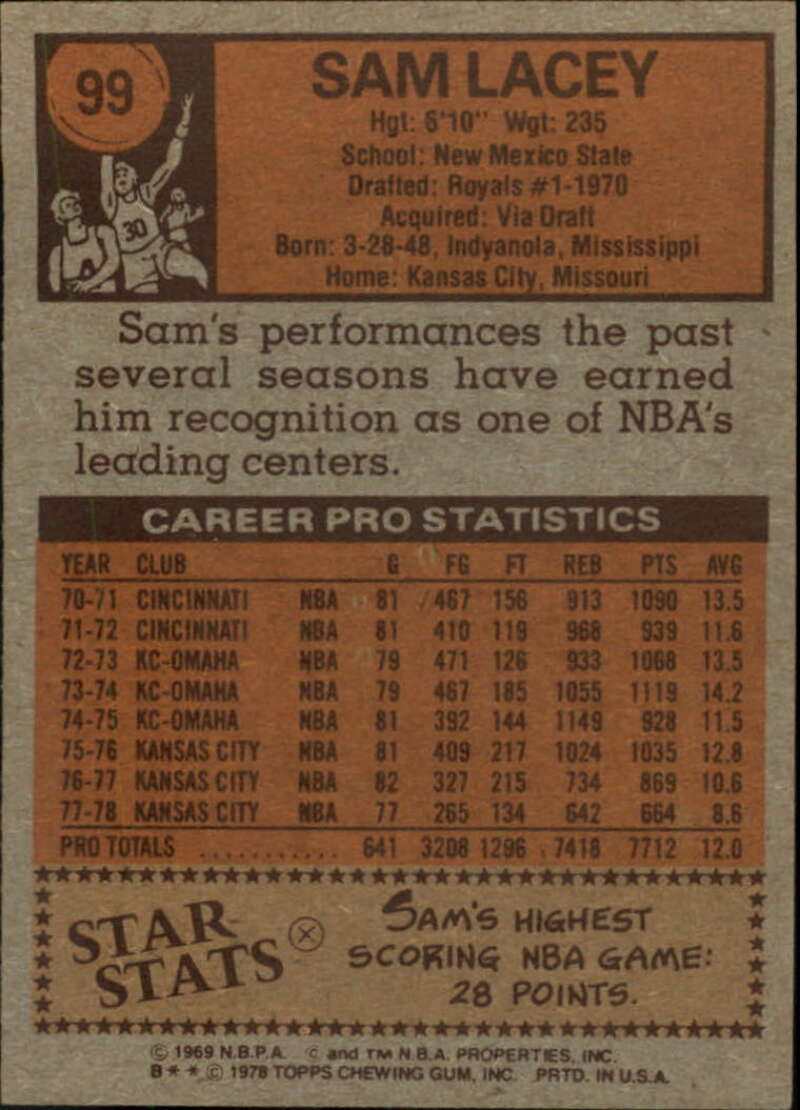 99
SAM LACEY
Hgt: 6'10" Wgt: 235
School: New Mexico State
Drafted: Royals #1-1970
Acquired: Via Draft
Born: 3-28-48, Indyanola, Mississippi
Home: Kansas City, Missouri
30
Sam's performances the past
several seasons have earned
him recognition as one of NBA's
leading centers.
CAREER PRO STATISTICS
YEAR CLUB G FG FT REB PTS AVG
70-71 CINCINNATI NBA 81 467 156 913 1090 13.5
71-72 CINCINNATI NBA 81 410 119 968 939 11.6
72-73 KC-OMAHA NBA 79 471 126 933 1068 13.5
73-74 KC-OMAHA NBA 79 467 185 1055 1119 14.2
74-75 KC-OMAHA NBA 81 392 144 1149 928 11.5
75-76 KANSAS CITY NBA 81 409 217 1024 1035 12.8
76-77 KANSAS CITY NBA 82 327 215 734 869 10.6
77-78 KANSAS CITY NBA 77 265 134 642 664 8.6
PRO TOTALS ........... 641 3208 1296 7418 7712 12.0
STAR
STATS
SAM'S HIGHEST
SCORING NBA GAME:
28 POINTS.
© 1969 N.B.P.A. © and TM N.B.A. PROPERTIES, INC.
B* * © 1978 TOPPS CHEWING GUM, INC. PRTD. IN U.S.A.